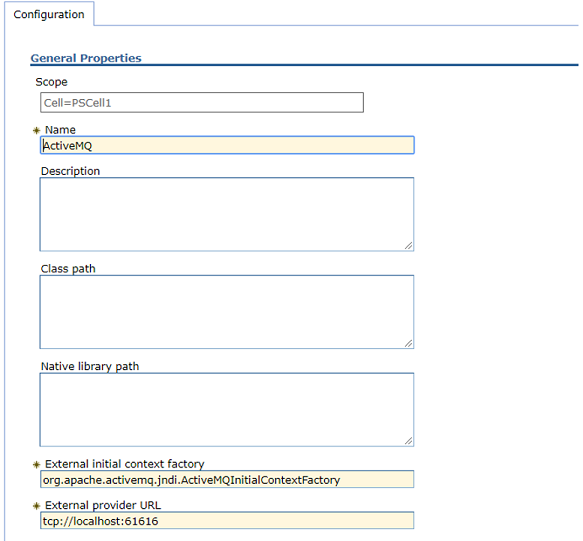 Configuration
General Properties
Scope
Cell=PSCell1
Name
ActiveMQ
Description
Class path
Native library path
External initial context factory
org.apache.activemq.jndi.ActiveMQInitialContextFactory
External provider URL
tcp://localhost:61616